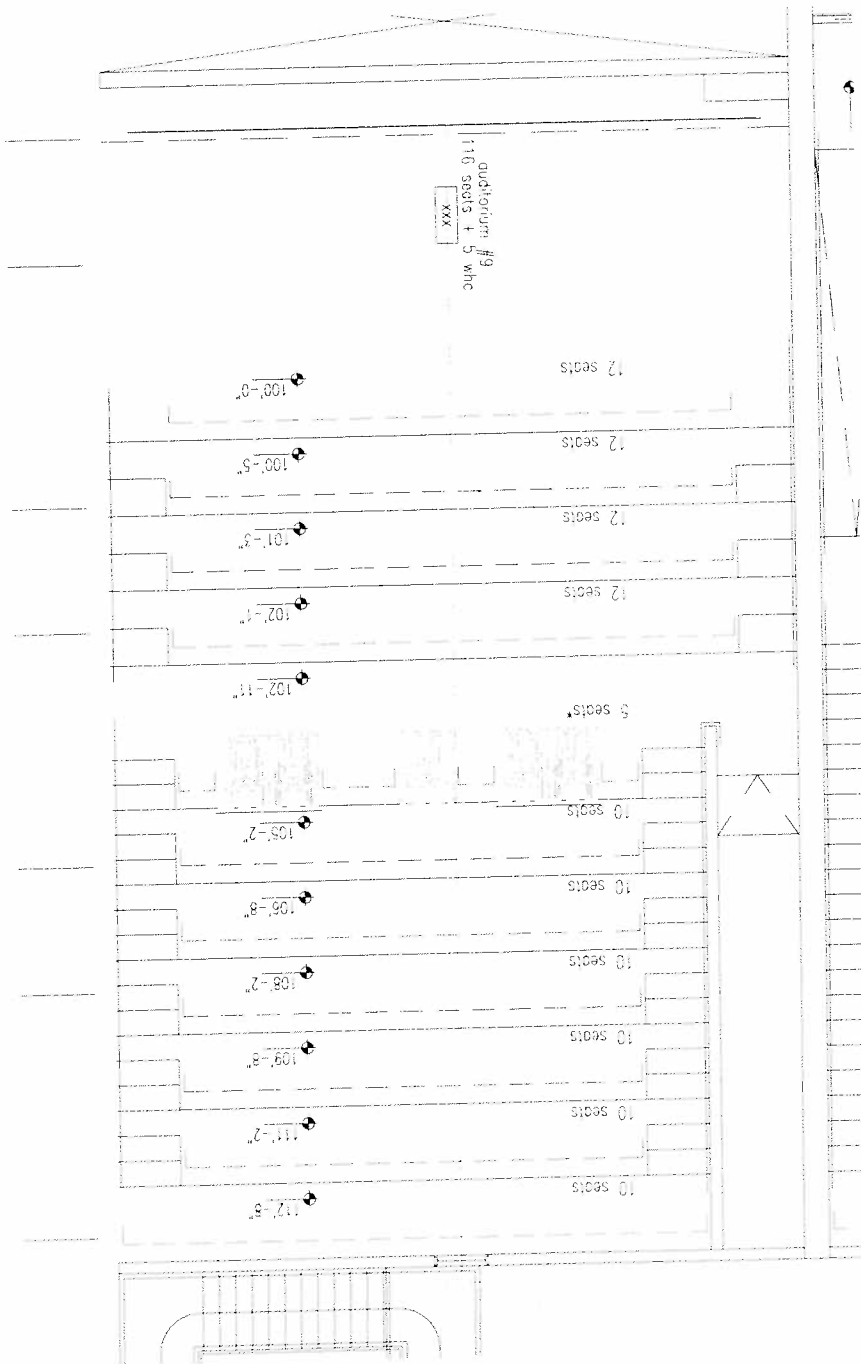 auditorium #9
116 seats + 5 whc
xxx
12 seats
100'-0"
12 seats
100'-5"
12 seats
101'-3"
12 seats
102'-1"
102'-11"
10 seats
105'-2"
10 seats
106'-8"
10 seats
108'-2"
10 seats
109'-8"
10 seats
111'-2"
10 seats
112'-8"